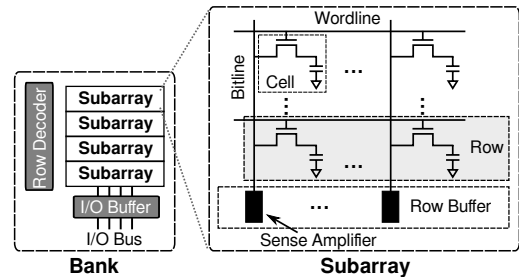 Row Decoder
Subarray
Subarray
Subarray
Subarray
I/O Buffer
I/O Bus
Bank
Wordline
Bitline
Cell
...
...
...
Row
...
...
Row Buffer
Sense Amplifier
Subarray